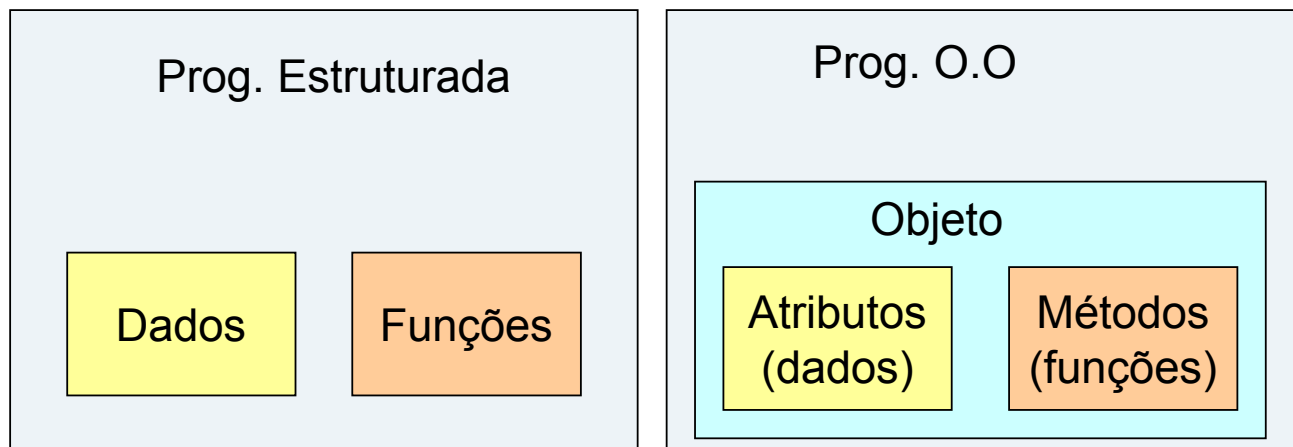 Prog. Estruturada
Dados
Funções
Prog. O.O
Objeto
Atributos
(dados)
Métodos
(funções)